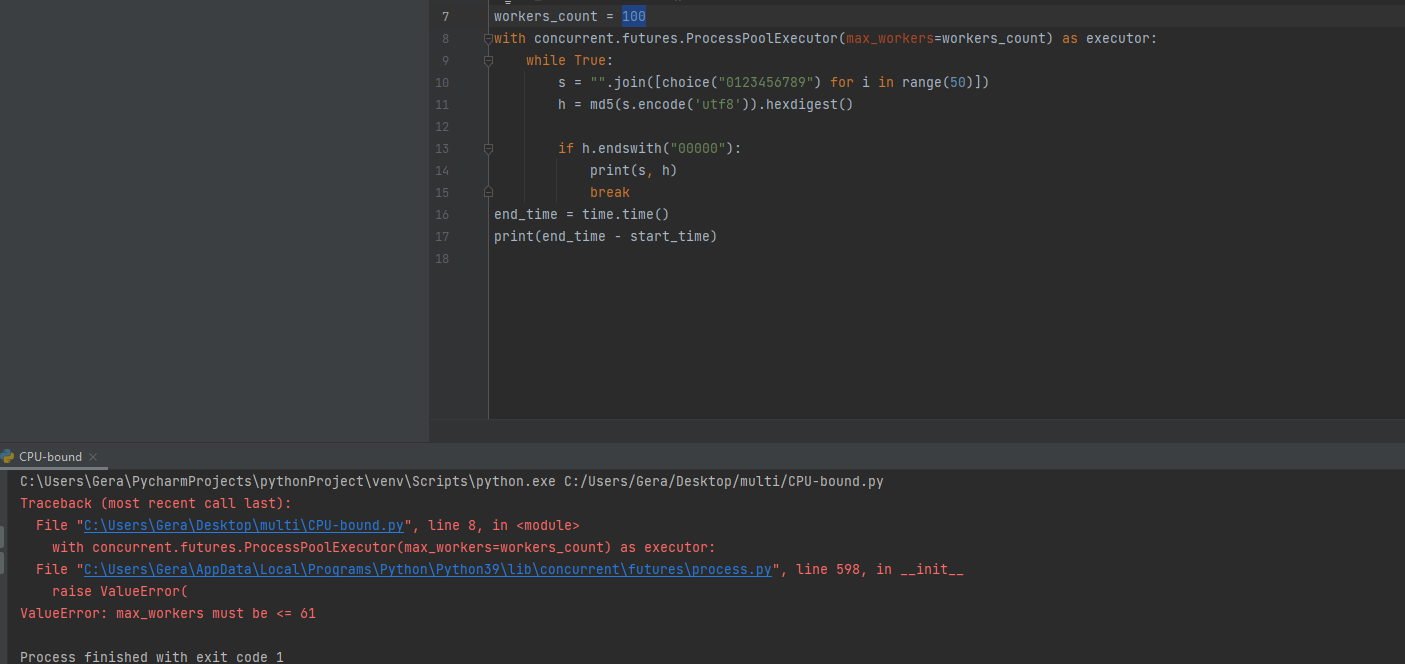 7 workers_count = 100
8 with concurrent.futures.ProcessPoolExecutor(max_workers=workers_count) as executor:
9 while True:
10 s = "".join([choice("0123456789") for i in range(50)])
11 h = md5(s.encode('utf8')).hexdigest()
12
13 if h.endswith("00000"):
14 print(s, h)
15 break
16 end_time = time.time()
17 print(end_time - start_time)
18
CPU-bound
C:\Users\Gera\PycharmProjects\pythonProject\venv\Scripts\python.exe C:/Users/Gera/Desktop/multi/CPU-bound.py
Traceback (most recent call last):
File "C:\Users\Gera\Desktop\multi\CPU-bound.py", line 8, in <module>
with concurrent.futures.ProcessPoolExecutor(max_workers=workers_count) as executor:
File "C:\Users\Gera\AppData\Local\Programs\Python\Python39\lib\concurrent\futures\process.py", line 598, in __init__
raise ValueError(
ValueError: max_workers must be <= 61
Process finished with exit code 1